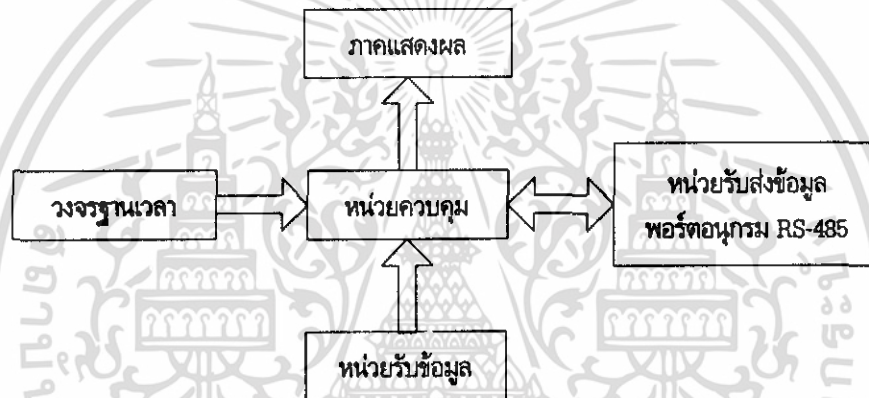 ภาคแสดงผล
วงจรฐานเวลา
หน่วยควบคุม
หน่วยรับส่งข้อมูล
พอร์ตอนุกรม RS-485
หน่วยรับข้อมูล